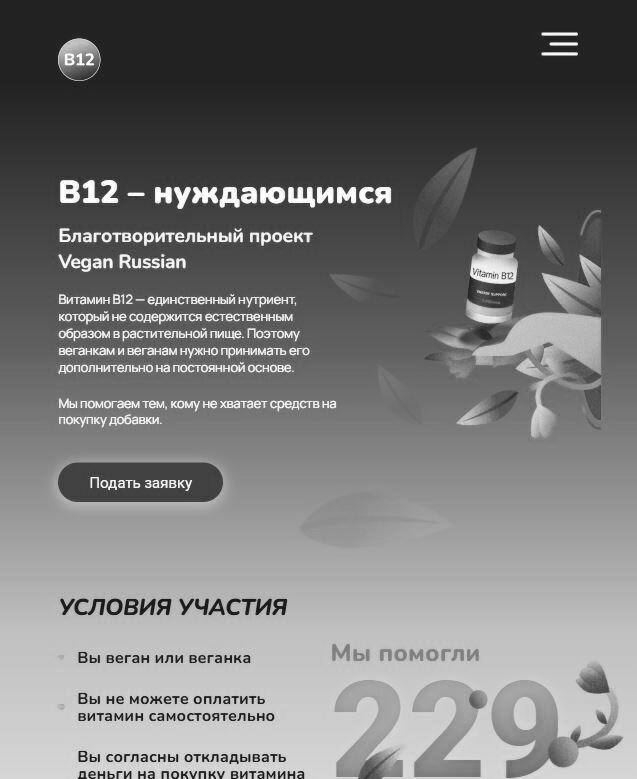 B12
B12 – нуждающимся
Благотворительный проект
Vegan Russian
Витамин B12 — единственный нутриент,
который не содержится естественным
образом в растительной пище. Поэтому
веганкам и веганам нужно принимать его
дополнительно на постоянной основе.
Мы помогаем тем, кому не хватает средств на
покупку добавки.
Vitamin B12
ENERGY SUPPORT
Подать заявку
УСЛОВИЯ УЧАСТИЯ
Вы веган или веганка
Вы не можете оплатить
витамин самостоятельно
Вы согласны откладывать
деньги на покупку витамина
Мы помогли
229